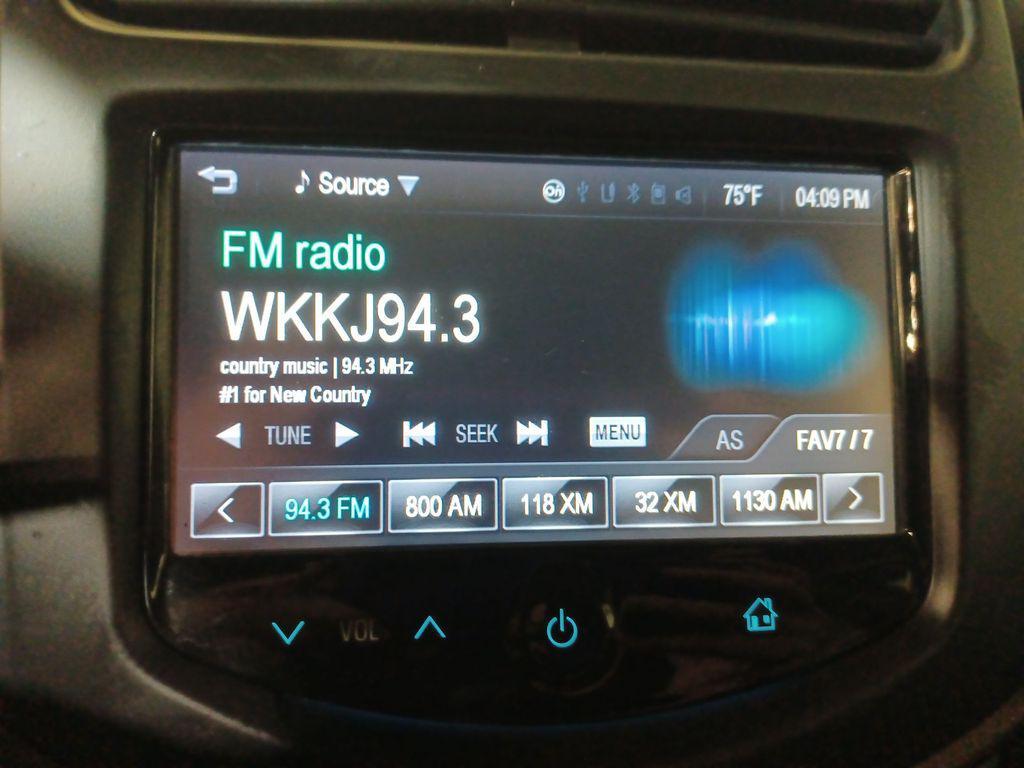 Source 75°F 04:09 PM
FM radio
WKKJ94.3
country music | 94.3 MHz
#1 for New Country
TUNE SEEK MENU AS FAV7 / 7
94.3 FM 800 AM 118 XM 32 XM 1130 AM
VOL